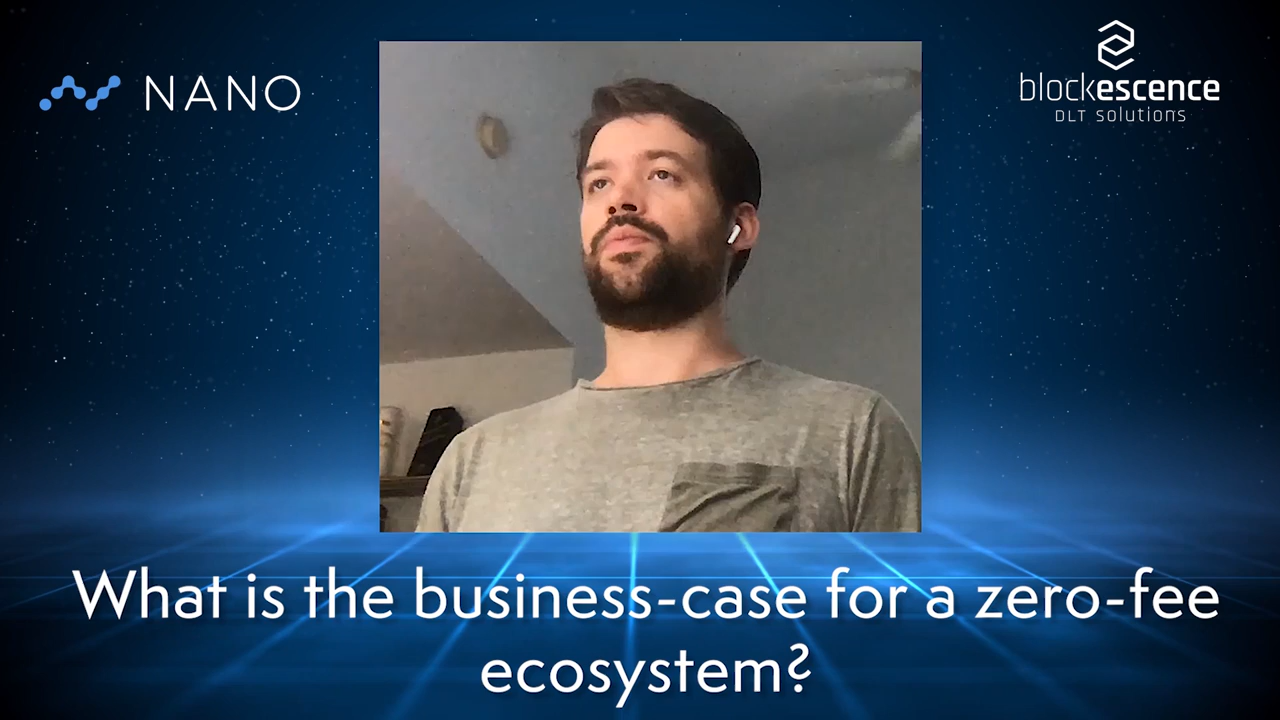 NANO
blockescence
DLT solutions
What is the business-case for a zero-fee
ecosystem?